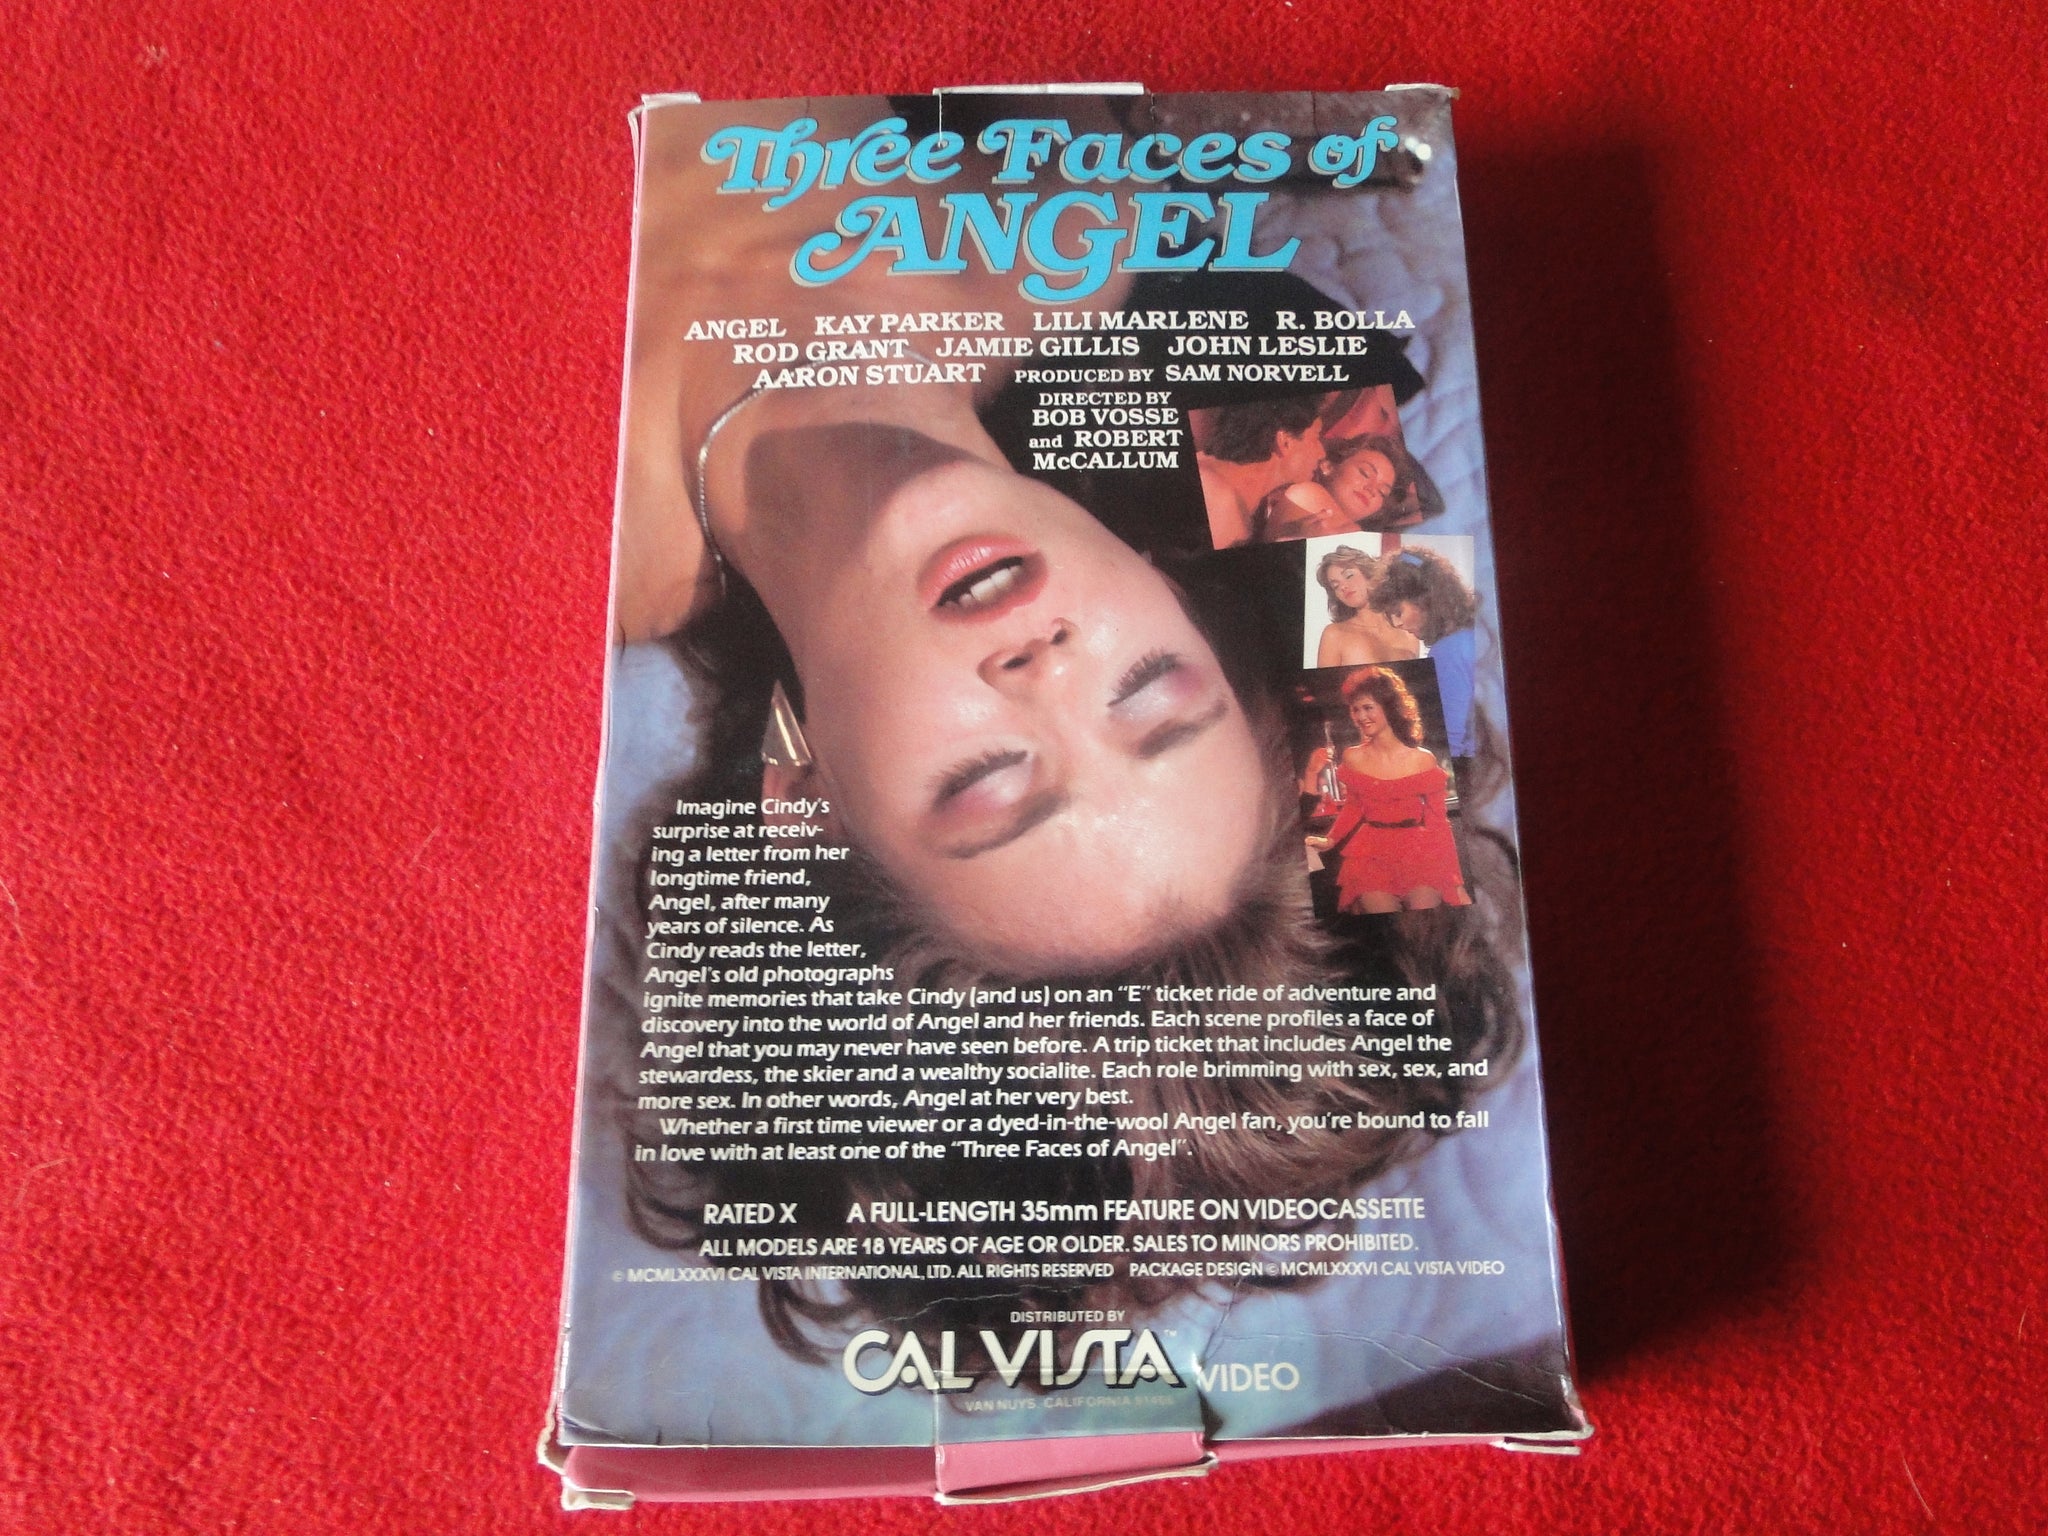 Three Faces of
ANGEL
ANGEL KAY PARKER LILI MARLENE R. BOLLA
ROD GRANT JAMIE GILLIS JOHN LESLIE
AARON STUART PRODUCED BY SAM NORVELL
DIRECTED BY
BOB VOSSE
and ROBERT
McCALLUM
Imagine Cindy's
surprise at receiv-
ing a letter from her
longtime friend,
Angel, after many
years of silence. As
Cindy reads the letter,
Angel's old photographs
ignite memories that take Cindy (and us) on an "E" ticket ride of adventure and
discovery into the world of Angel and her friends. Each scene profiles a face of
Angel that you may never have seen before. A trip ticket that includes Angel the
stewardess, the skier and a wealthy socialite. Each role brimming with sex, sex, and
more sex. In other words, Angel at her very best.
Whether a first time viewer or a dyed-in-the-wool Angel fan, you're bound to fall
in love with at least one of the "Three Faces of Angel".
RATED X A FULL-LENGTH 35mm FEATURE ON VIDEOCASSETTE
ALL MODELS ARE 18 YEARS OF AGE OR OLDER. SALES TO MINORS PROHIBITED.
© MCMLXXXVI CAL VISTA INTERNATIONAL, LTD. ALL RIGHTS RESERVED PACKAGE DESIGN © MCMLXXXVI CAL VISTA VIDEO
DISTRIBUTED BY
CAL VISTA™ VIDEO
VAN NUYS, CALIFORNIA